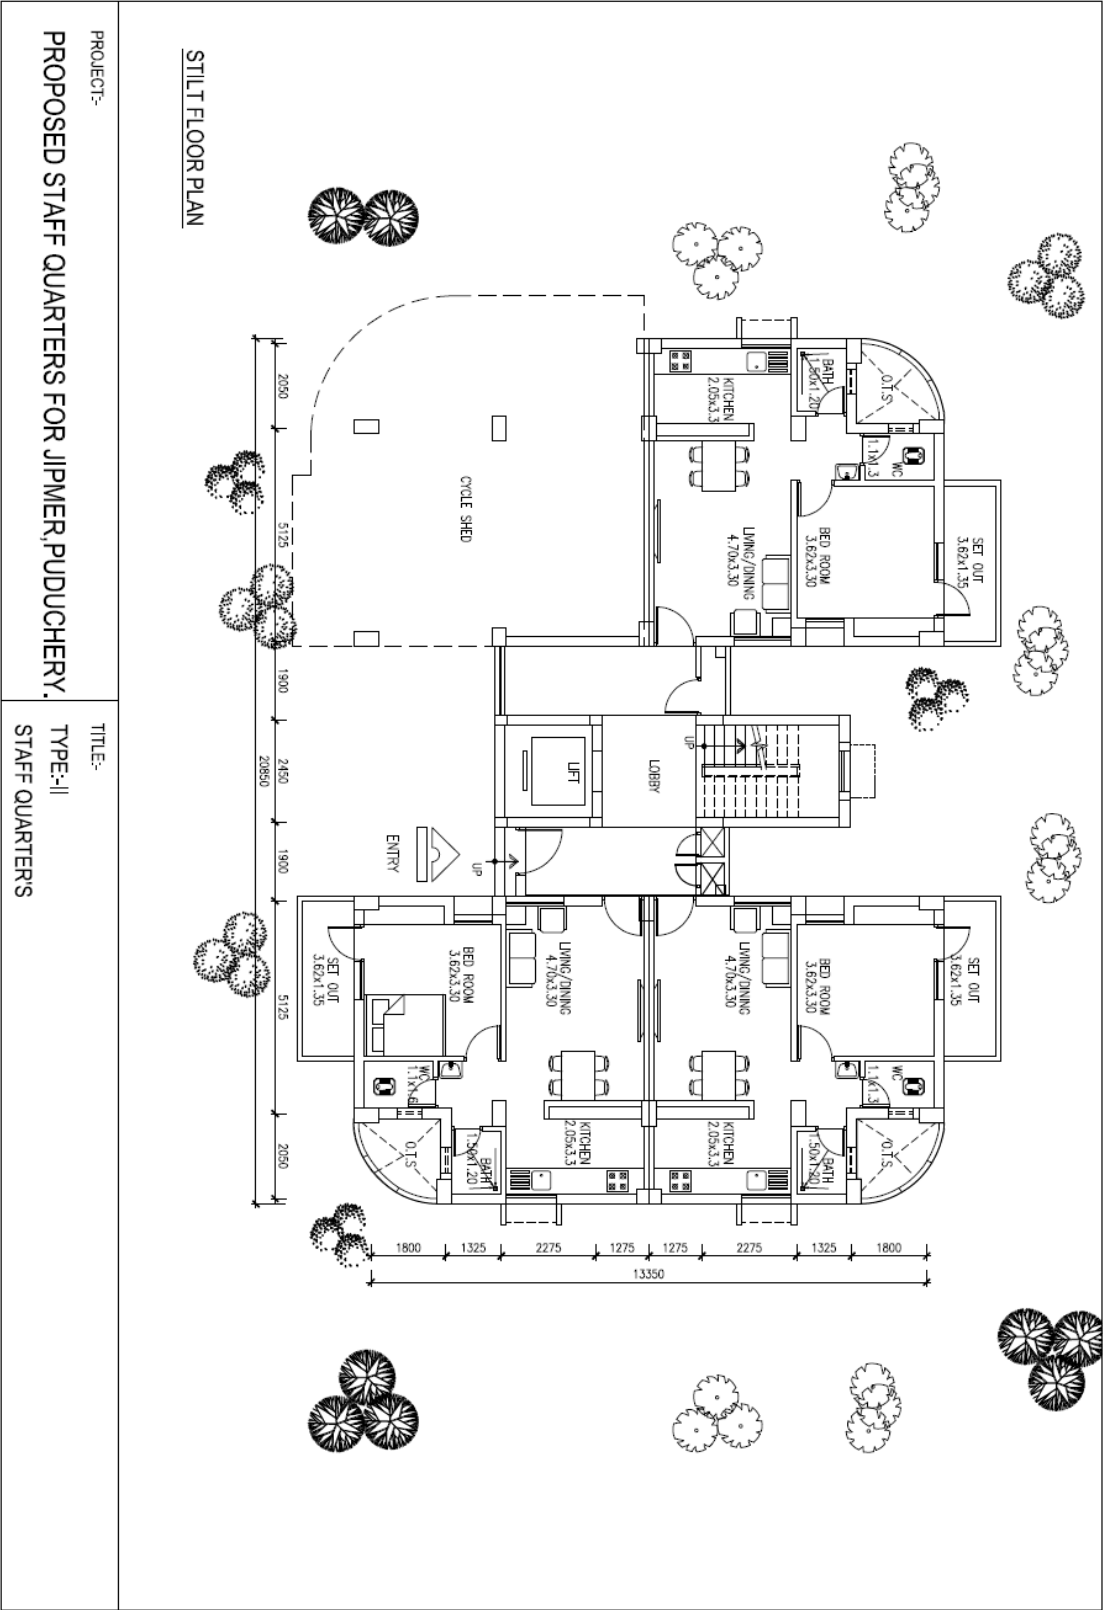 SET OUT
3.62x1.35
SET OUT
3.62x1.35
O.T.S
WC
1.1x1.3
WC
1.1x1.3
O.T.S
BATH
1.50x1.20
BED ROOM
3.62x3.30
BED ROOM
3.62x3.30
BATH
1.50x1.20
KITCHEN
2.05x3.3
LIVING/DINING
4.70x3.30
UP
LIVING/DINING
4.70x3.30
KITCHEN
2.05x3.3
LOBBY
LIFT
LIVING/DINING
4.70x3.30
KITCHEN
2.05x3.3
CYCLE SHED
UP
ENTRY
BED ROOM
3.62x3.30
BATH
1.50x1.20
WC
1.1x1.6
O.T.S
SET OUT
3.62x1.35
1800
1325
2275
1275
1275
2275
1325
1800
13350
2050
5125
1900
2450
1900
5125
2050
20850
STILT FLOOR PLAN
PROJECT:-
PROPOSED STAFF QUARTERS FOR JIPMER,PUDUCHERY.
TITLE:-
TYPE:-II
STAFF QUARTER'S